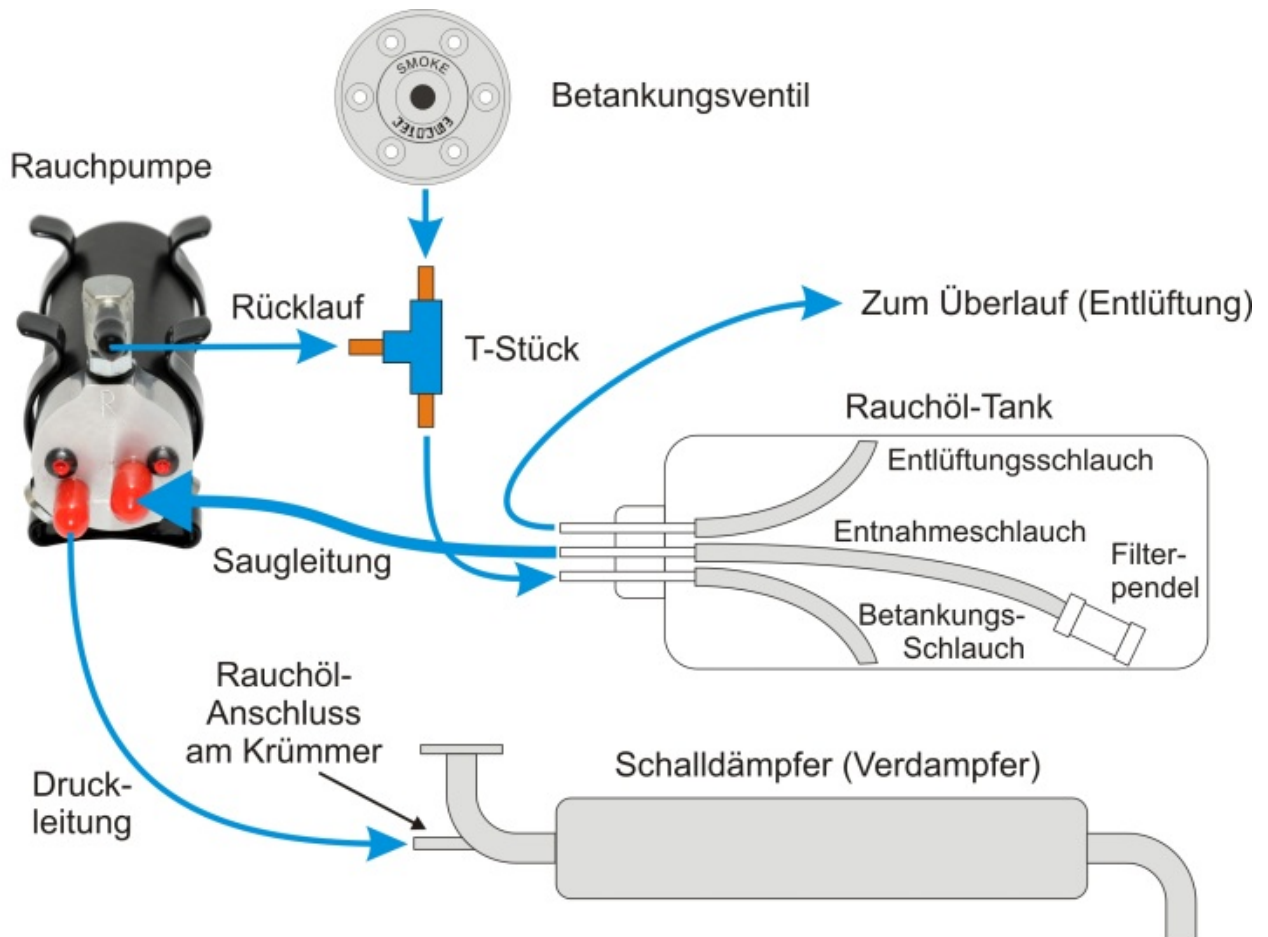 SMOKE
EMCOTEC
Betankungsventil
Rauchpumpe
Rücklauf
T-Stück
Zum Überlauf (Entlüftung)
R
Rauchöl-Tank
Entlüftungsschlauch
Entnahmeschlauch
Filter-
pendel
Betankungs-
Schlauch
Saugleitung
Rauchöl-
Anschluss
am Krümmer
Druck-
leitung
Schalldämpfer (Verdampfer)